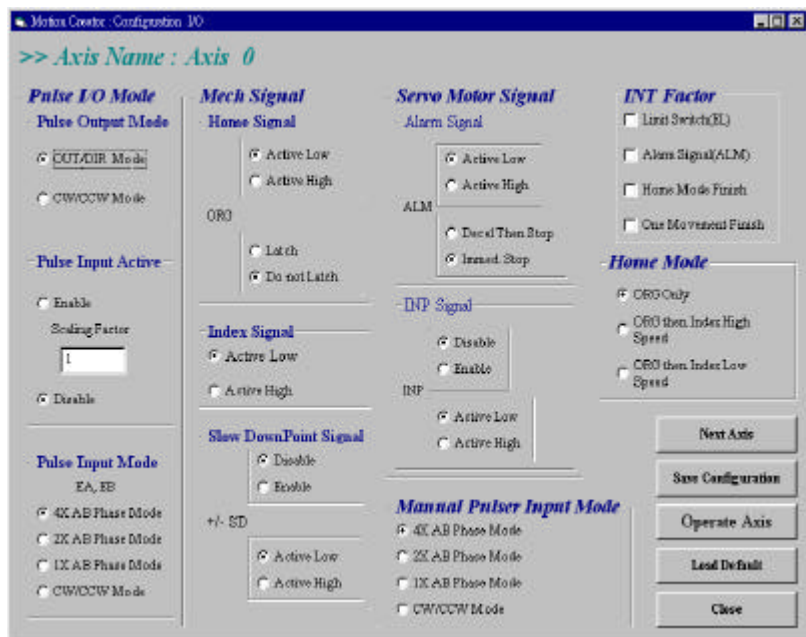 Motion Creator : Configurstion I/O
>> Axis Name : Axis 0
Pulse I/O Mode
Pulse Output Mode
OUT/DIR Mode
CW/CCW Mode
Pulse Input Active
Enable
Scaling Factor
1
Disable
Pulse Input Mode
EA, EB
4X AB Phase Mode
2X AB Phase Mode
1X AB Phase Mode
CW/CCW Mode
Mech Signal
Home Signal
Active Low
Active High
ORG
Latch
Do not Latch
Index Signal
Active Low
Active High
Slow DownPoint Signal
Disable
Enable
+/- SD
Active Low
Active High
Servo Motor Signal
Alarm Signal
Active Low
Active High
ALM
Decel Then Stop
Immed. Stop
INP Signal
Disable
Enable
INP
Active Low
Active High
Manual Pulser Input Mode
4X AB Phase Mode
2X AB Phase Mode
1X AB Phase Mode
CW/CCW Mode
INT Factor
Limit Switch(EL)
Alarm Signal(ALM)
Home Mode Finish
One Movement Finish
Home Mode
ORG Only
ORG then Index High
Speed
ORG then Index Low
Speed
Next Axis
Save Configuration
Operate Axis
Load Default
Close